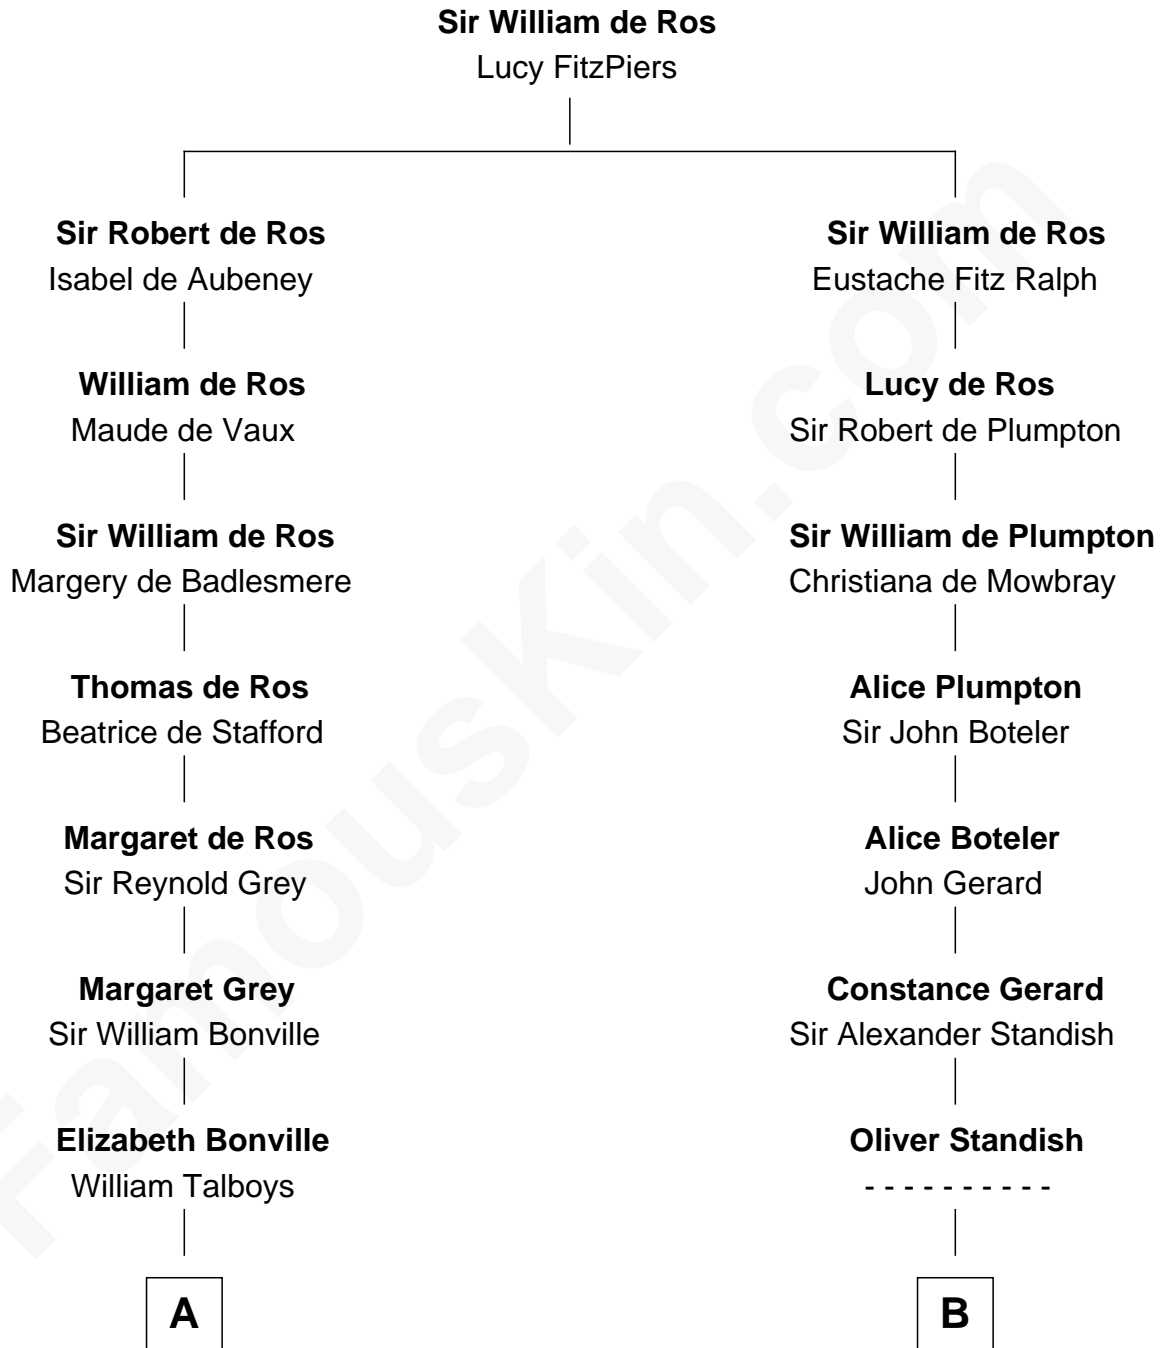 Sir William de Ros
Lucy FitzPiers
Sir Robert de Ros
Isabel de Aubeney
Sir William de Ros
Eustache Fitz Ralph
William de Ros
Maude de Vaux
Lucy de Ros
Sir Robert de Plumpton
Sir William de Ros
Margery de Badlesmere
Sir William de Plumpton
Christiana de Mowbray
Thomas de Ros
Beatrice de Stafford
Alice Plumpton
Sir John Boteler
Margaret de Ros
Sir Reynold Grey
Alice Boteler
John Gerard
Margaret Grey
Sir William Bonville
Constance Gerard
Sir Alexander Standish
Elizabeth Bonville
William Talboys
Oliver Standish
- - - - - - - - - -
A
B
FamousKin.com